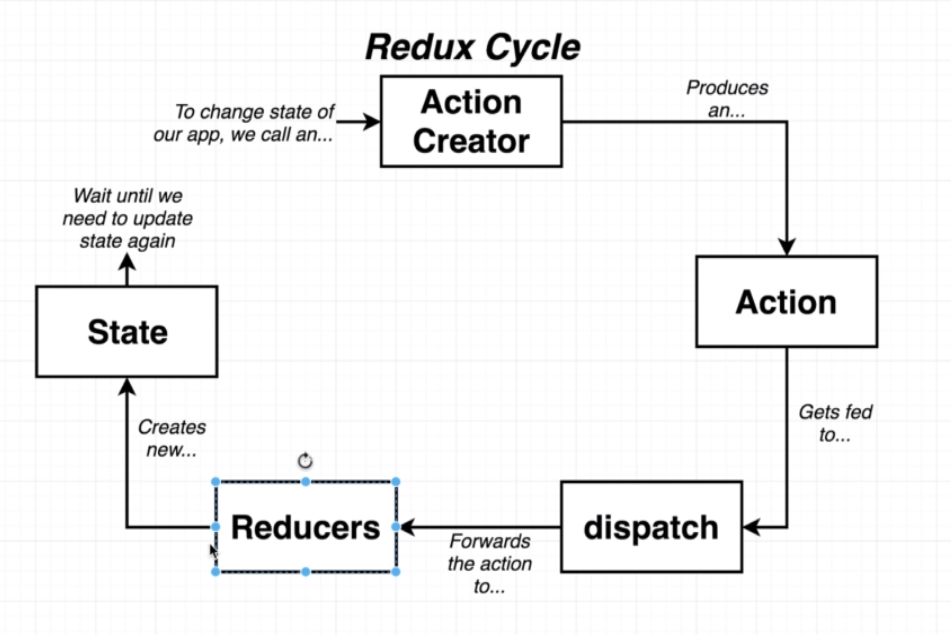 Redux Cycle
To change state of
our app, we call an...
Action
Creator
Produces
an...
Wait until we
need to update
state again
State
Action
Creates
new...
Gets fed
to...
Reducers
Forwards
the action
to...
dispatch